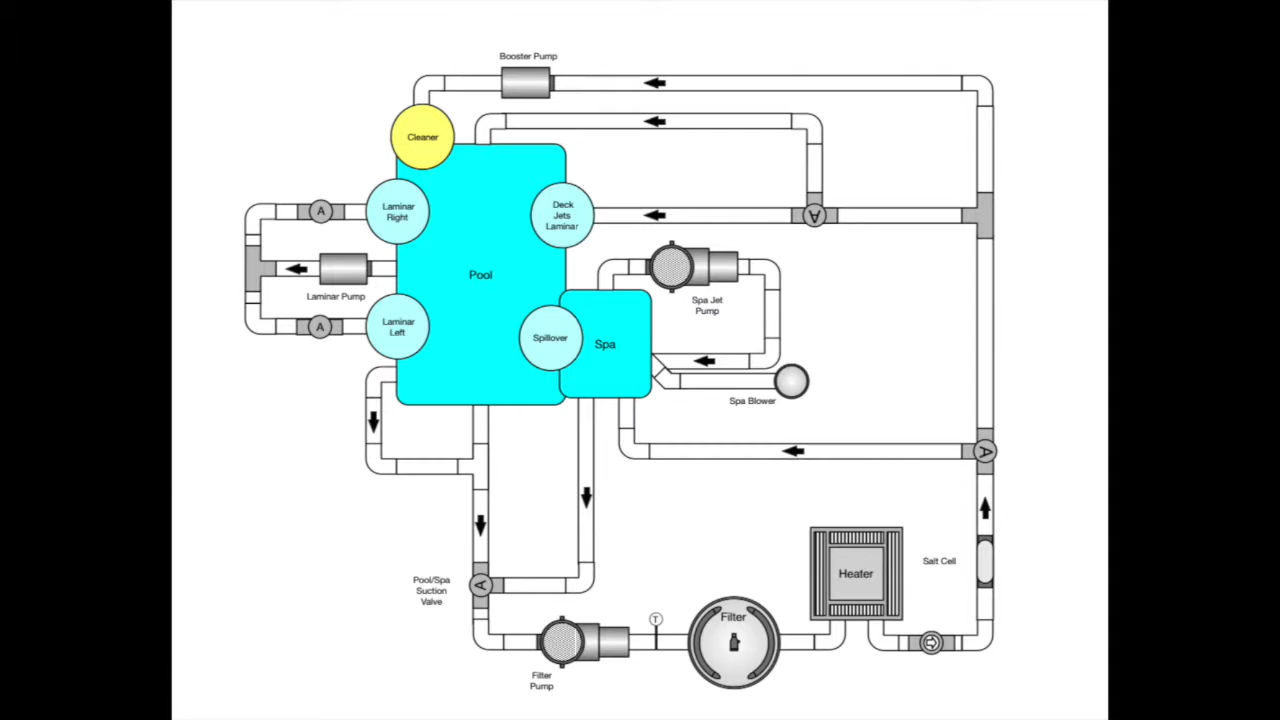 Booster Pump
Cleaner
Laminar
Right
A
Deck
Jets
Laminar
A
Pool
Laminar Pump
Spa Jet
Pump
Laminar
Left
A
Spillover
Spa
Spa Blower
A
Pool/Spa
Suction
Valve
A
Heater
Salt Cell
T
Filter
Filter
Pump